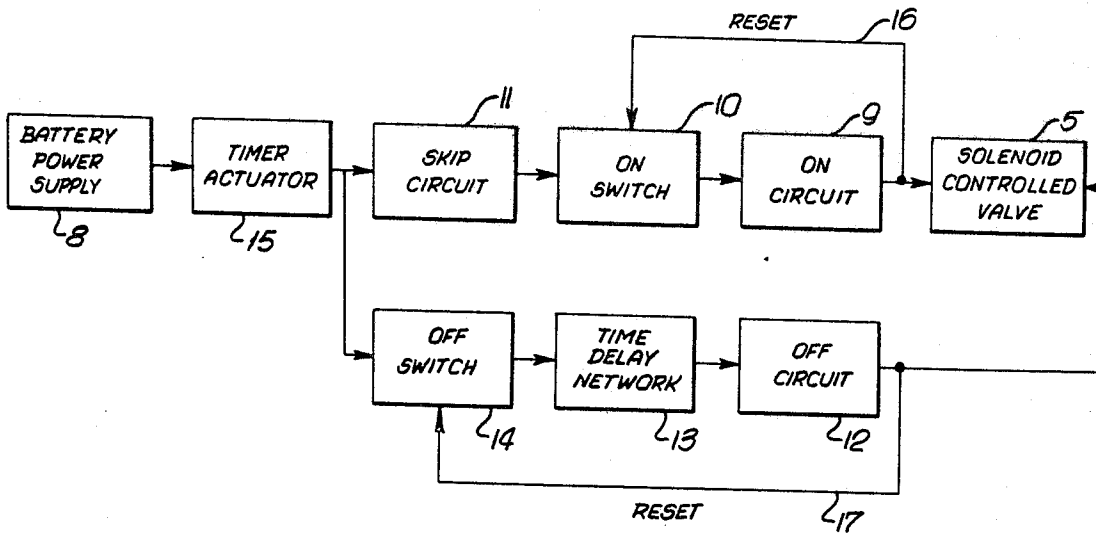 RESET
16
11
10
9
5
BATTERY
POWER
SUPPLY
8
TIMER
ACTUATOR
15
SKIP
CIRCUIT
ON
SWITCH
ON
CIRCUIT
SOLENOID
CONTROLLED
VALVE
OFF
SWITCH
14
TIME
DELAY
NETWORK
13
OFF
CIRCUIT
12
RESET
17